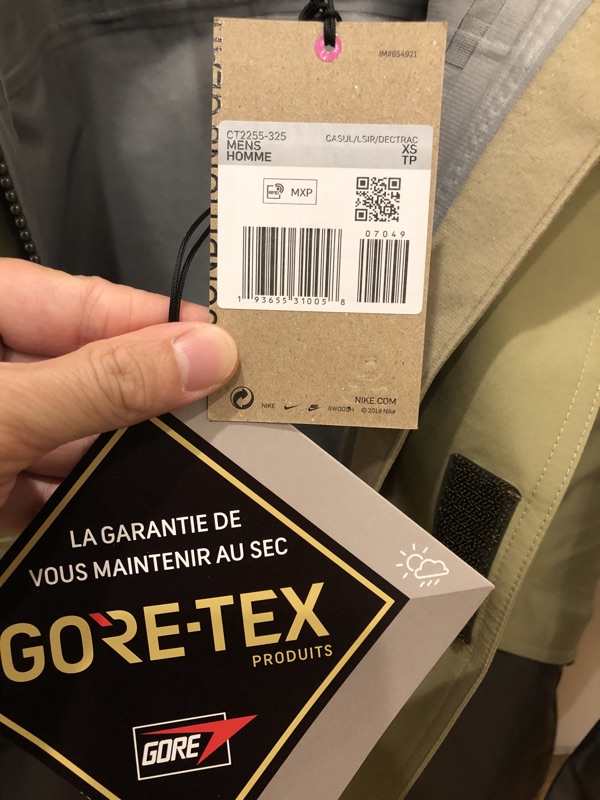 IM#854921
CT2255-325 CASUL/LSIR/DECTRAC
MENS XS
HOMME TP
RFID MXP
07049
1 93655 31005 8
NIKE.COM
NIKE SWOOSH © 2018 Nike
LA GARANTIE DE
VOUS MAINTENIR AU SEC
GORE-TEX
PRODUITS
GORE